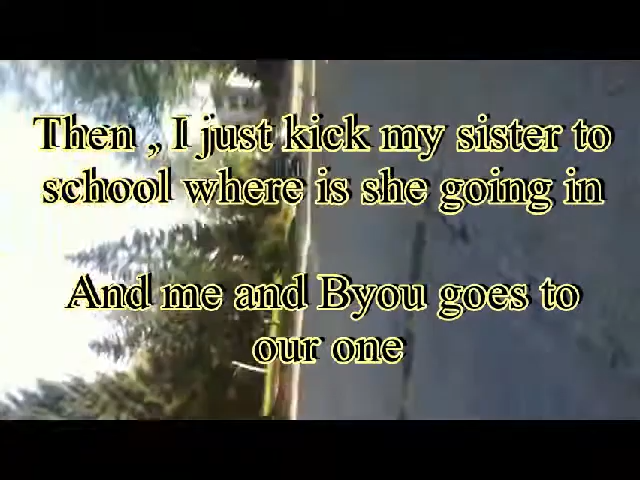 Then , I just kick my sister to
school where is she going in
And me and Byou goes to
our one